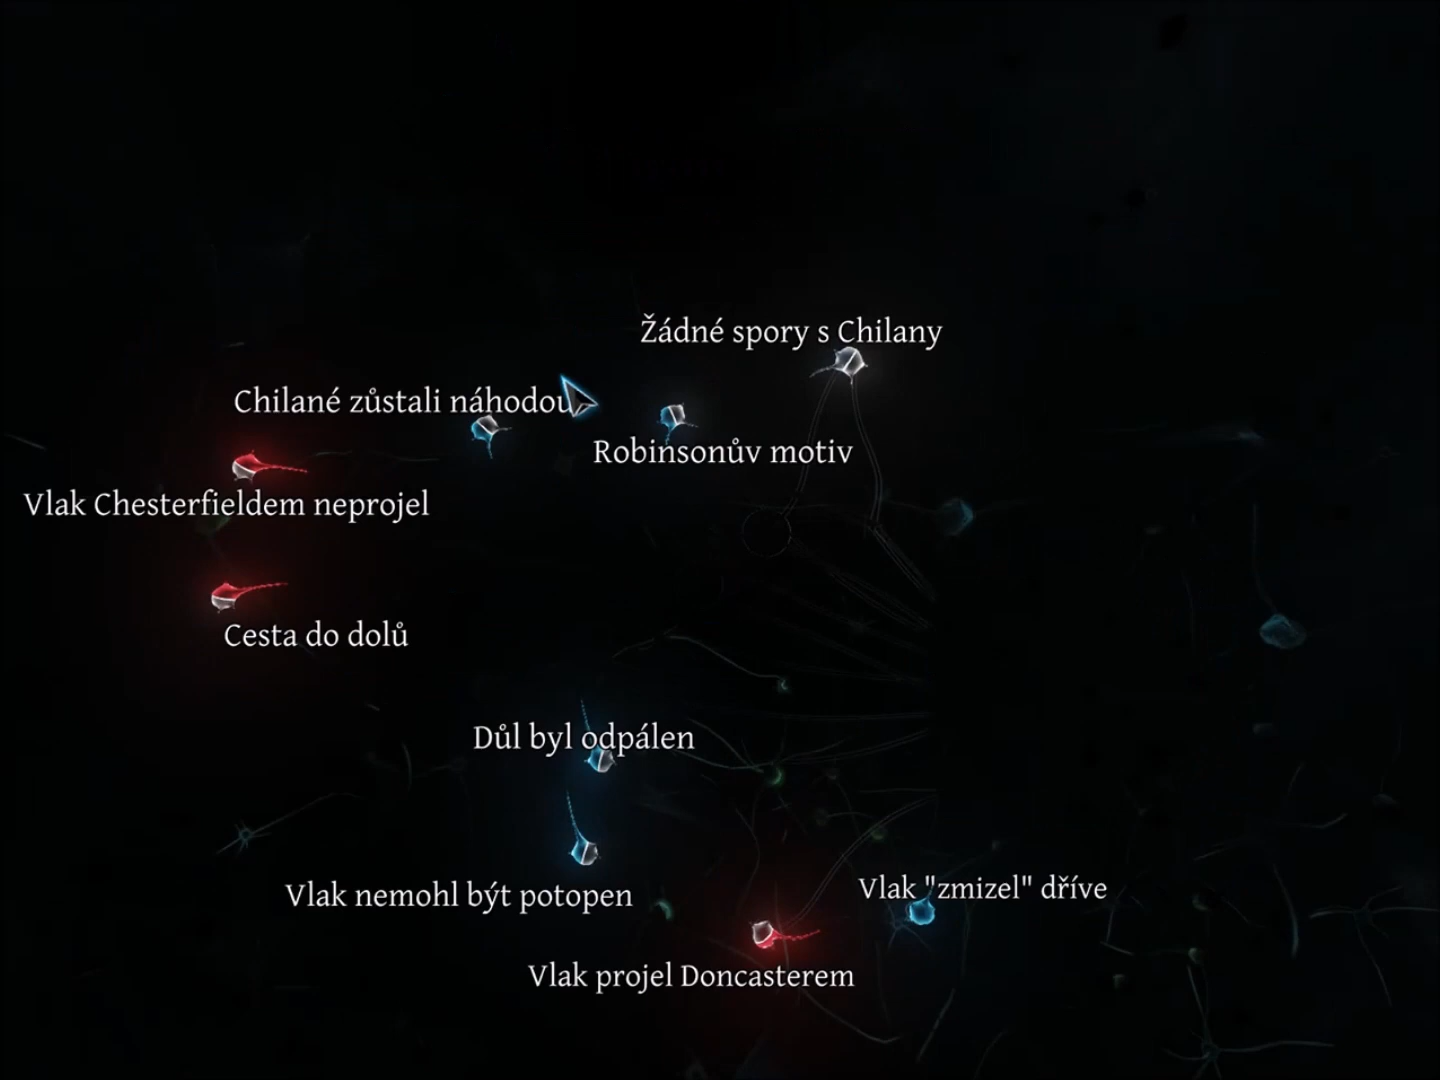 Žádné spory s Chilany
Chilané zůstali náhodou
Robinsonův motiv
Vlak Chesterfieldem neprojel
Cesta do dolů
Důl byl odpálen
Vlak nemohl být potopen
Vlak "zmizel" dříve
Vlak projel Doncasterem